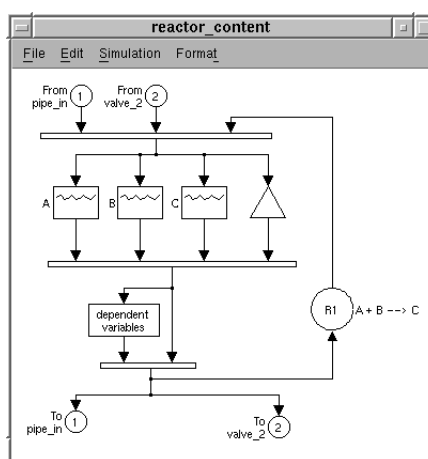 reactor_content
File Edit Simulation Format
From
pipe_in
1
From
valve_2
2
A
B
C
dependent
variables
R1
A + B --> C
To
pipe_in
1
To
valve_2
2